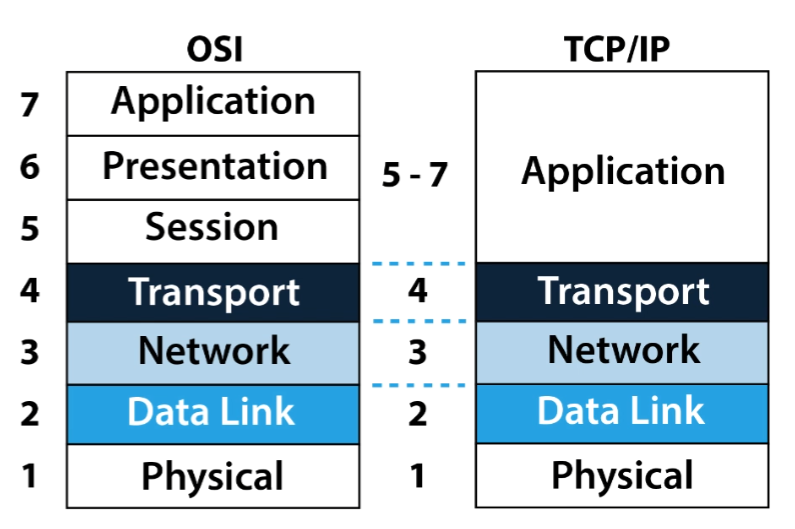 OSI TCP/IP
7 Application
6 Presentation 5 - 7 Application
5 Session
4 Transport 4 Transport
3 Network 3 Network
2 Data Link 2 Data Link
1 Physical 1 Physical